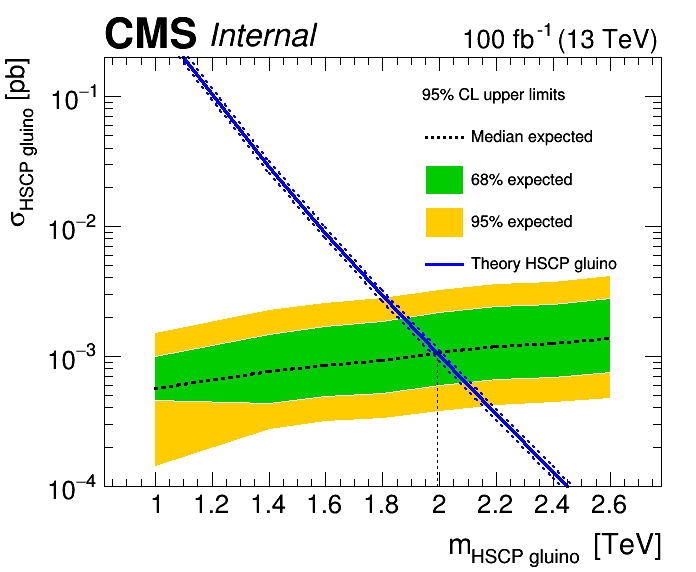 CMS Internal 100 fb⁻¹ (13 TeV)
σHSCP gluino [pb]
95% CL upper limits
Median expected
68% expected
95% expected
Theory HSCP gluino
10⁻¹
10⁻²
10⁻³
10⁻⁴
1 1.2 1.4 1.6 1.8 2 2.2 2.4 2.6
mHSCP gluino [TeV]